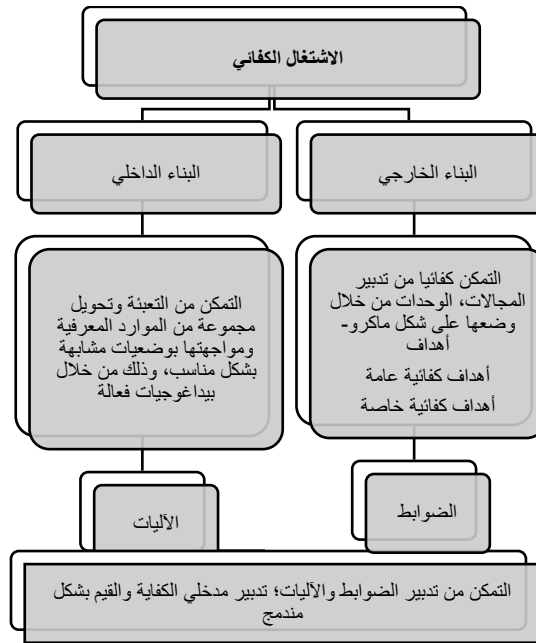 الاشتغال الكفائي
البناء الخارجي
البناء الداخلي
التمكن كفائيا من تدبير
المجالات، الوحدات من خلال
وضعها على شكل ماكرو-
أهداف
أهداف كفائية عامة
أهداف كفائية خاصة
التمكن من التعبئة وتحويل
مجموعة من الموارد المعرفية
ومواجهتها بوضعيات مشابهة
بشكل مناسب، وذلك من خلال
بيداغوجيات فعالة
الضوابط
الآليات
التمكن من تدبير الضوابط والآليات؛ تدبير مدخلي الكفاية والقيم بشكل
مندمج